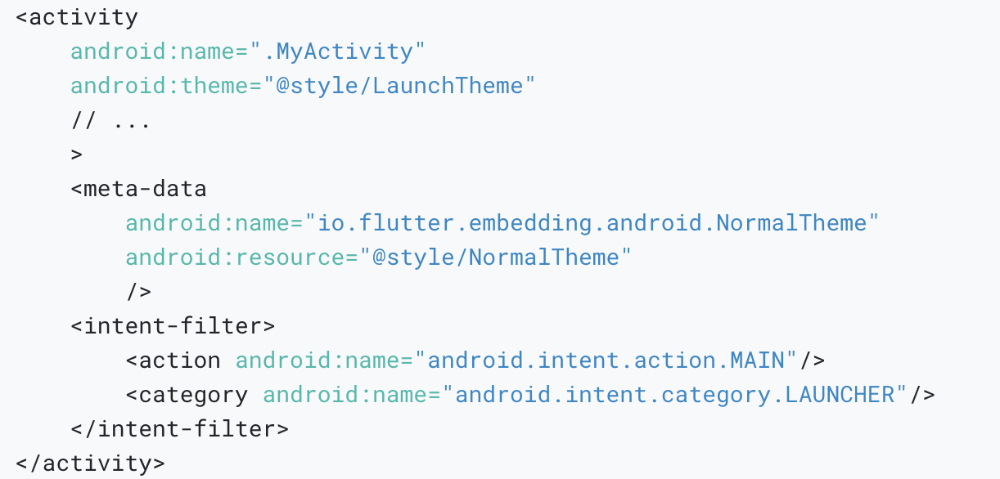 <activity
    android:name=".MyActivity"
    android:theme="@style/LaunchTheme"
    // ...
    >
    <meta-data
        android:name="io.flutter.embedding.android.NormalTheme"
        android:resource="@style/NormalTheme"
        />
    <intent-filter>
        <action android:name="android.intent.action.MAIN"/>
        <category android:name="android.intent.category.LAUNCHER"/>
    </intent-filter>
</activity>